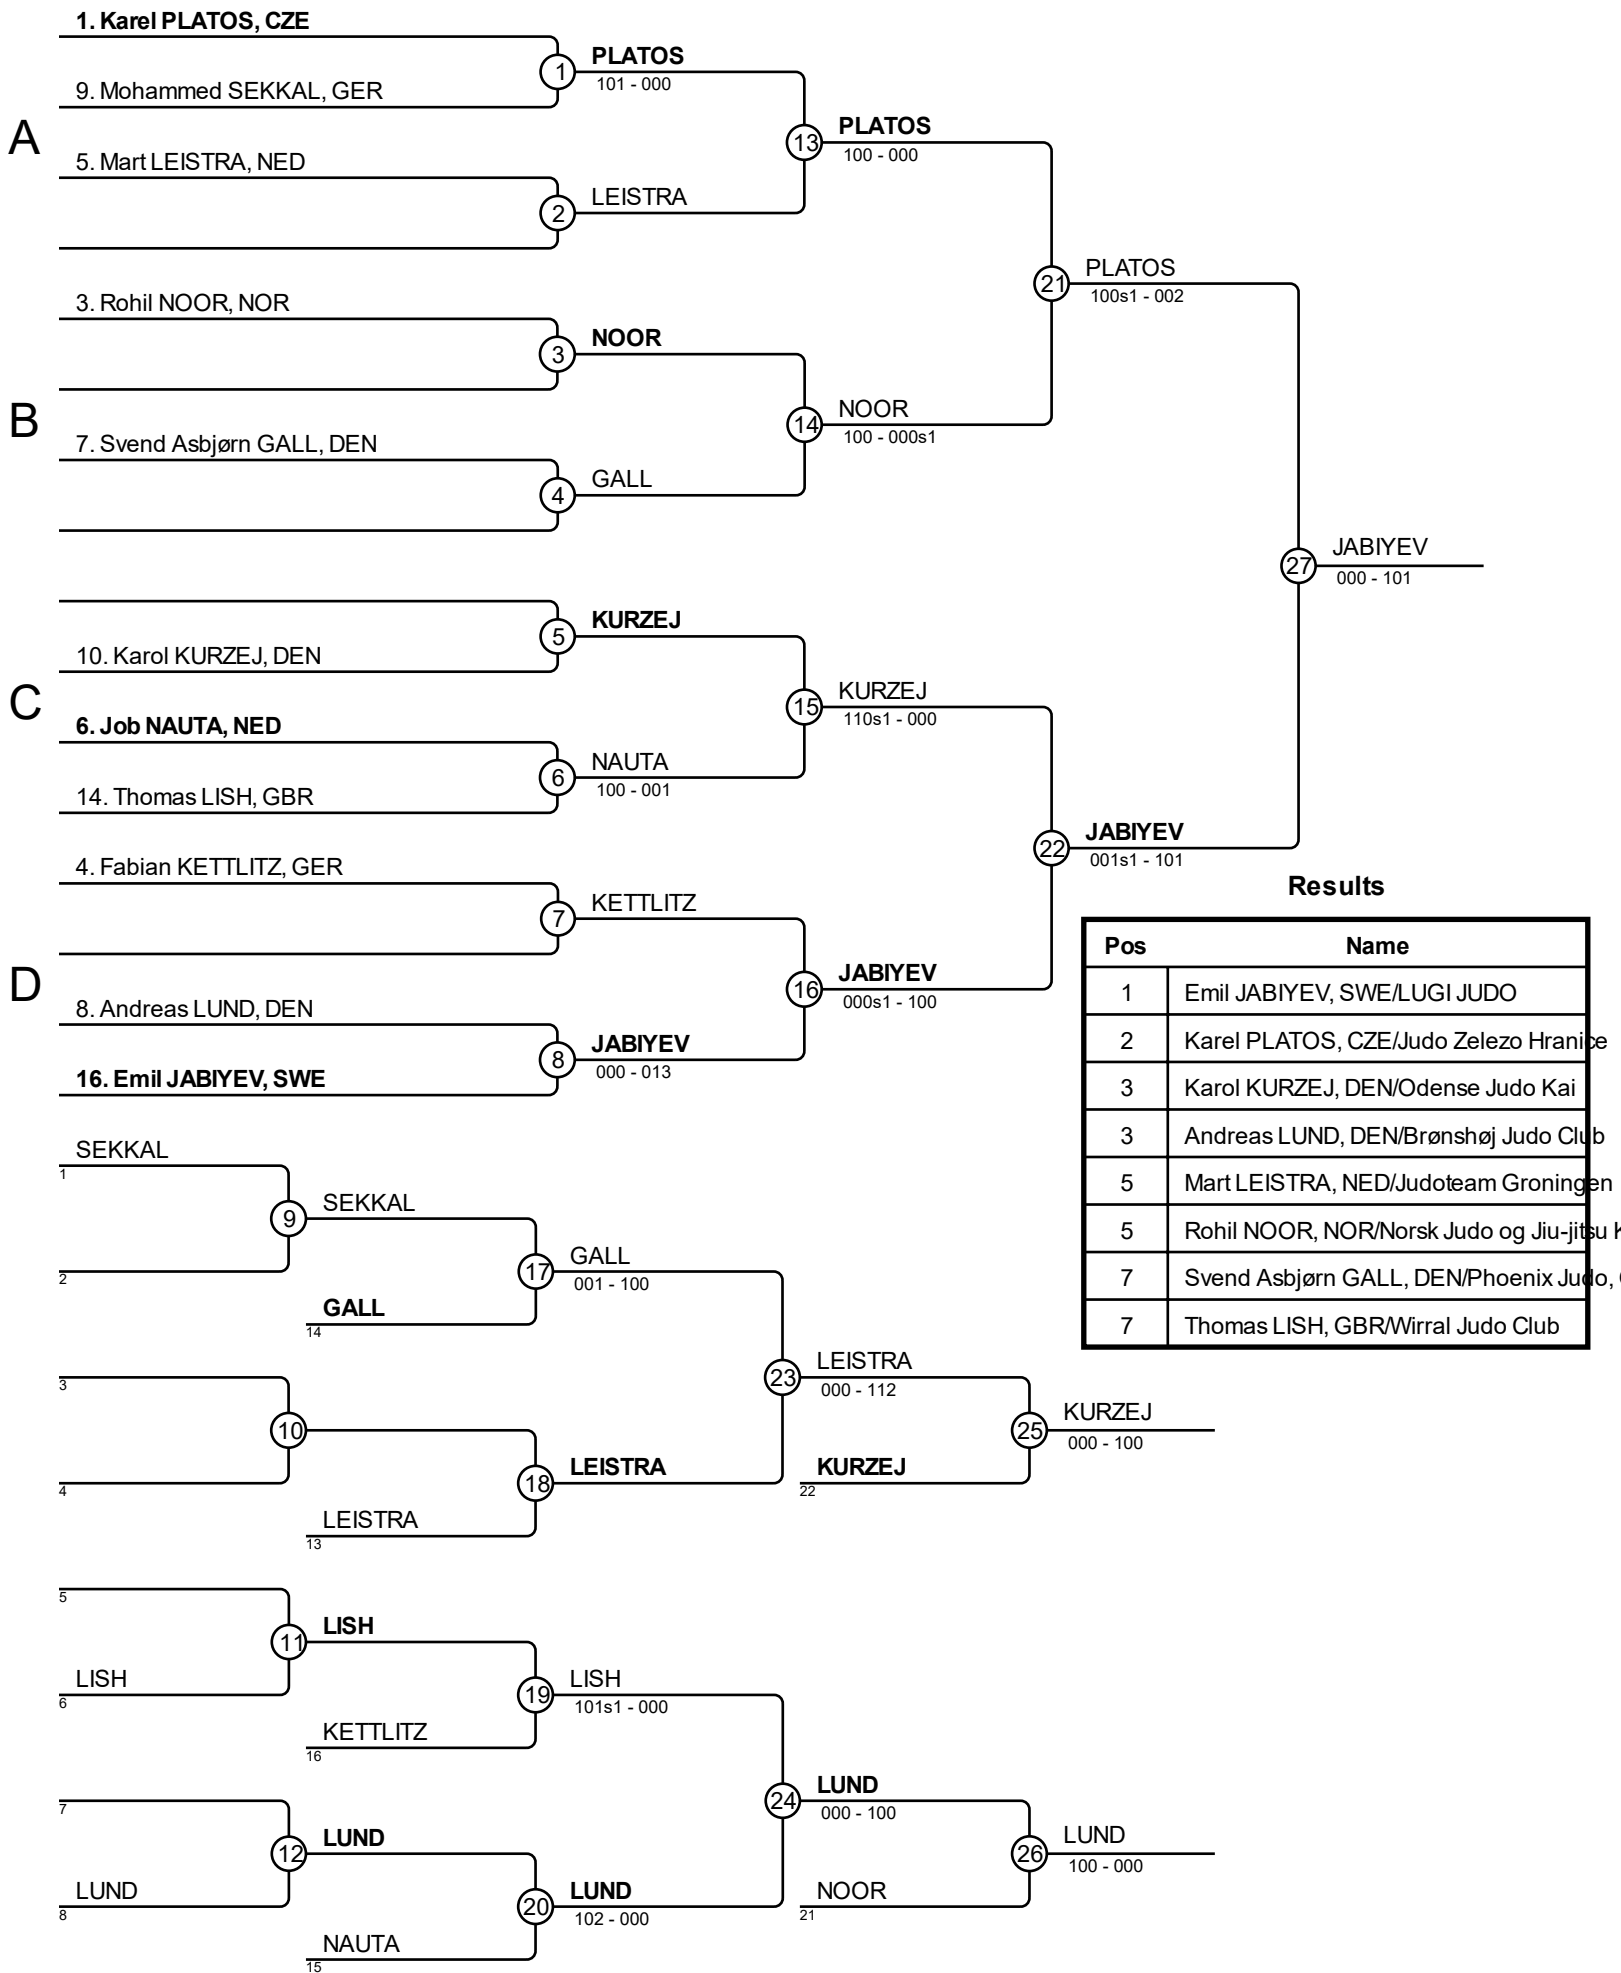 1. Karel PLATOS, CZE
PLATOS
1
101 - 000
9. Mohammed SEKKAL, GER
A
PLATOS
13
100 - 000
5. Mart LEISTRA, NED
LEISTRA
2
PLATOS
21
100s1 - 002
3. Rohil NOOR, NOR
NOOR
3
B
NOOR
14
100 - 000s1
7. Svend Asbjørn GALL, DEN
GALL
4
JABIYEV
27
000 - 101
KURZEJ
5
10. Karol KURZEJ, DEN
C
KURZEJ
15
110s1 - 000
6. Job NAUTA, NED
NAUTA
6
100 - 001
14. Thomas LISH, GBR
JABIYEV
22
001s1 - 101
4. Fabian KETTLITZ, GER
KETTLITZ
7
D
JABIYEV
16
000s1 - 100
8. Andreas LUND, DEN
JABIYEV
8
000 - 013
16. Emil JABIYEV, SWE
Results
Pos Name
1 Emil JABIYEV, SWE/LUGI JUDO
2 Karel PLATOS, CZE/Judo Zelezo Hranice
3 Karol KURZEJ, DEN/Odense Judo Kai
3 Andreas LUND, DEN/Brønshøj Judo Club
5 Mart LEISTRA, NED/Judoteam Groningen
5 Rohil NOOR, NOR/Norsk Judo og Jiu-jitsu K
7 Svend Asbjørn GALL, DEN/Phoenix Judo,
7 Thomas LISH, GBR/Wirral Judo Club
SEKKAL
1
SEKKAL
9
2
GALL
17
001 - 100
GALL
14
3
LEISTRA
23
000 - 112
10
KURZEJ
25
000 - 100
4
LEISTRA
18
KURZEJ
22
LEISTRA
13
5
LISH
11
LISH
6
LISH
19
101s1 - 000
KETTLITZ
16
7
LUND
24
000 - 100
LUND
12
LUND
26
100 - 000
LUND
8
LUND
20
102 - 000
NOOR
21
NAUTA
15